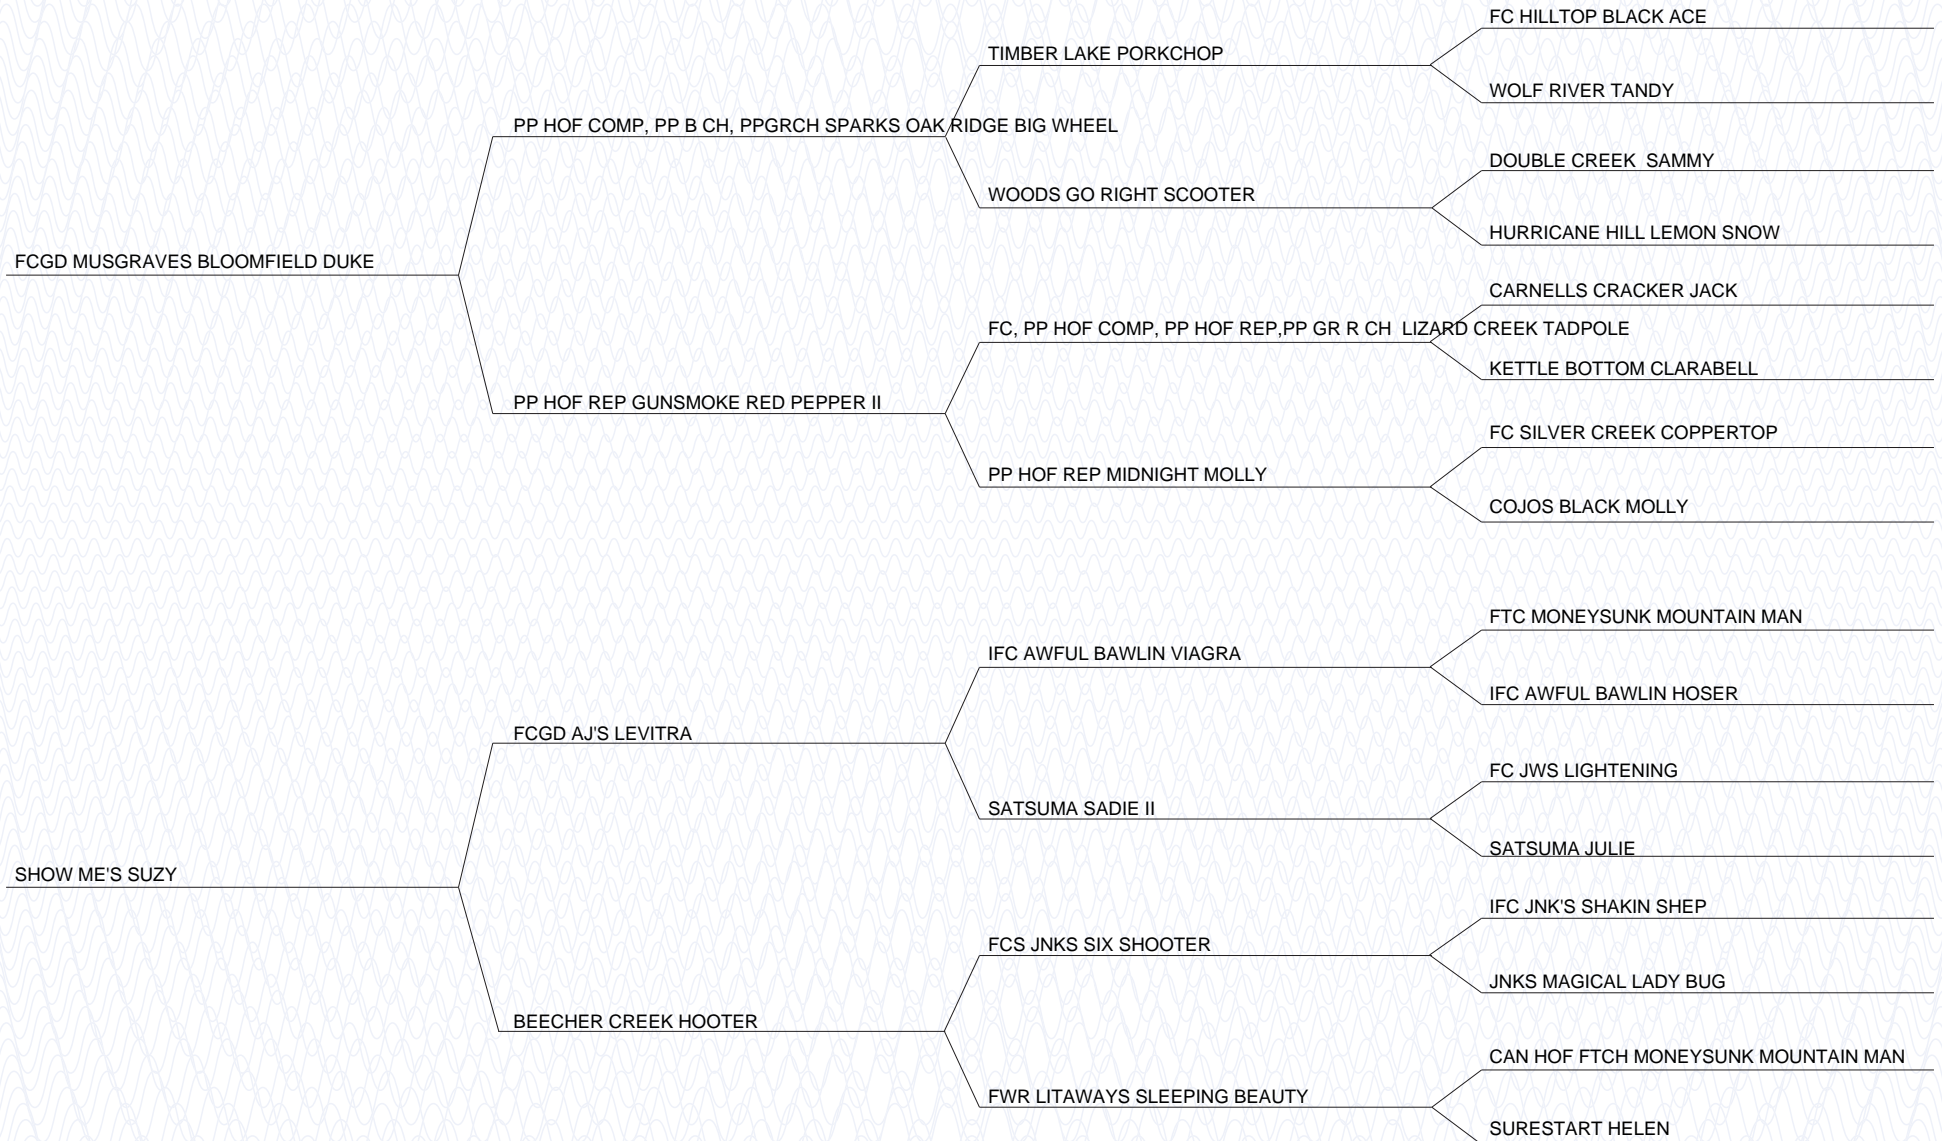 FC HILLTOP BLACK ACE
TIMBER LAKE PORKCHOP
WOLF RIVER TANDY
PP HOF COMP, PP B CH, PPGRCH SPARKS OAK RIDGE BIG WHEEL
DOUBLE CREEK  SAMMY
WOODS GO RIGHT SCOOTER
HURRICANE HILL LEMON SNOW
FCGD MUSGRAVES BLOOMFIELD DUKE
CARNELLS CRACKER JACK
FC, PP HOF COMP, PP HOF REP,PP GR R CH  LIZARD CREEK TADPOLE
KETTLE BOTTOM CLARABELL
PP HOF REP GUNSMOKE RED PEPPER II
FC SILVER CREEK COPPERTOP
PP HOF REP MIDNIGHT MOLLY
COJOS BLACK MOLLY
FTC MONEYSUNK MOUNTAIN MAN
IFC AWFUL BAWLIN VIAGRA
IFC AWFUL BAWLIN HOSER
FCGD AJ'S LEVITRA
FC JWS LIGHTENING
SATSUMA SADIE II
SATSUMA JULIE
SHOW ME'S SUZY
IFC JNK'S SHAKIN SHEP
FCS JNKS SIX SHOOTER
JNKS MAGICAL LADY BUG
BEECHER CREEK HOOTER
CAN HOF FTCH MONEYSUNK MOUNTAIN MAN
FWR LITAWAYS SLEEPING BEAUTY
SURESTART HELEN